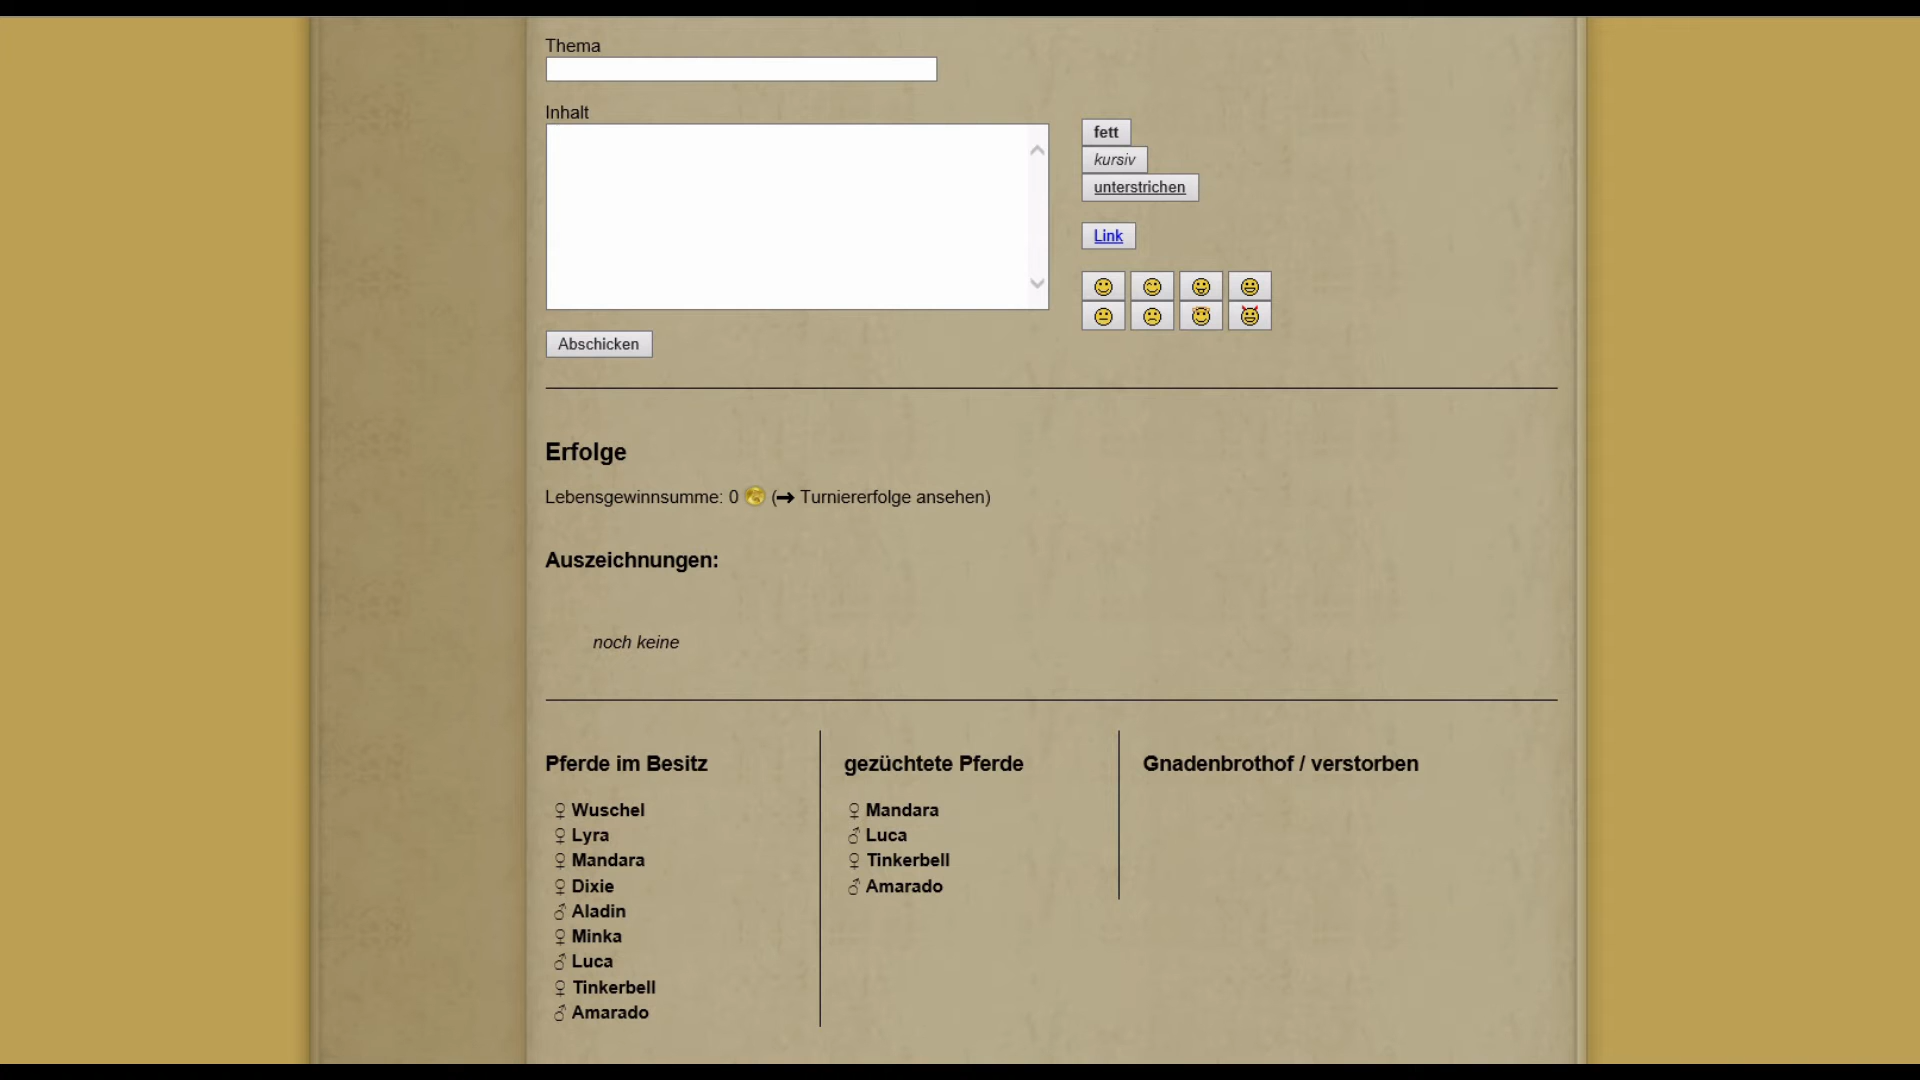 Thema
Inhalt
fett
kursiv
unterstrichen
Link
Abschicken
Erfolge
Lebensgewinnsumme: 0 (→ Turniererfolge ansehen)
Auszeichnungen:
noch keine
Pferde im Besitz
♀ Wuschel
♀ Lyra
♀ Mandara
♀ Dixie
♂ Aladin
♀ Minka
♂ Luca
♀ Tinkerbell
♂ Amarado
gezüchtete Pferde
♀ Mandara
♂ Luca
♀ Tinkerbell
♂ Amarado
Gnadenbrothof / verstorben